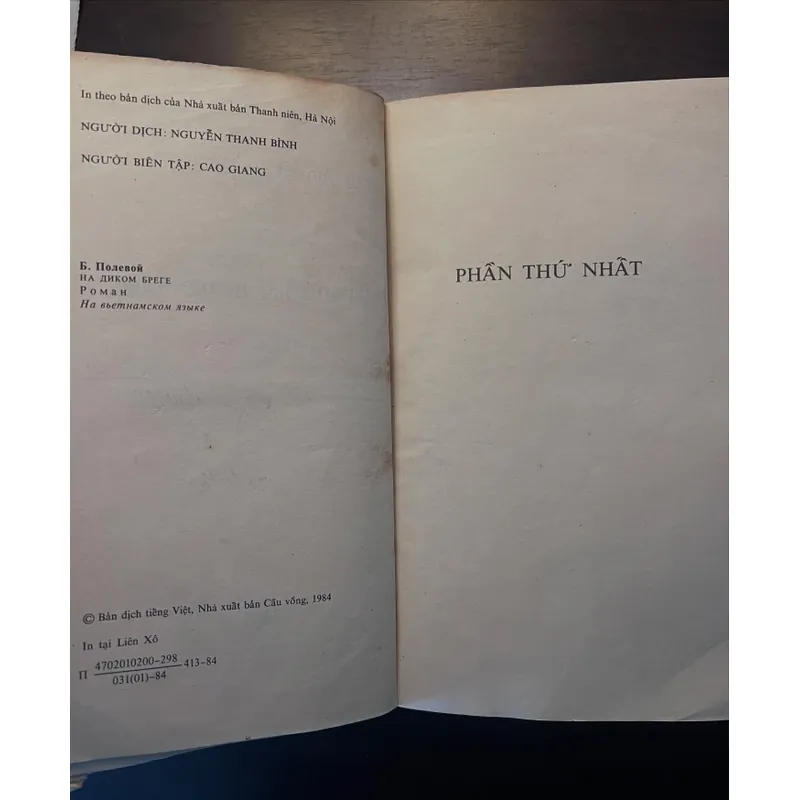 In theo bản dịch của Nhà xuất bản Thanh niên, Hà Nội
NGƯỜI DỊCH: NGUYỄN THANH BÌNH
NGƯỜI BIÊN TẬP: CAO GIANG
Б. Полевой
НА ДИКОМ БРЕГЕ
Роман
На вьетнамском языке
© Bản dịch tiếng Việt, Nhà xuất bản Cầu vồng, 1984
In tại Liên Xô
П 4702010200-298 413-84
031(01)-84
PHẦN THỨ NHẤT